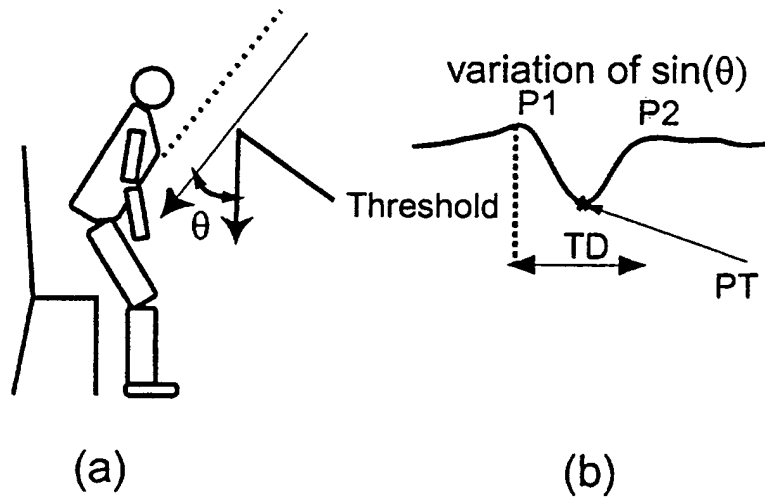 variation of sin(θ)
P1
P2
θ
Threshold
TD
PT
(a)
(b)